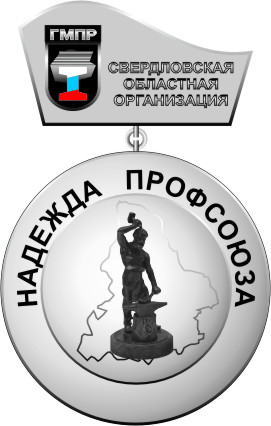 ГМПР
СВЕРДЛОВСКАЯ
ОБЛАСТНАЯ
ОРГАНИЗАЦИЯ
НАДЕЖДА ПРОФСОЮЗА